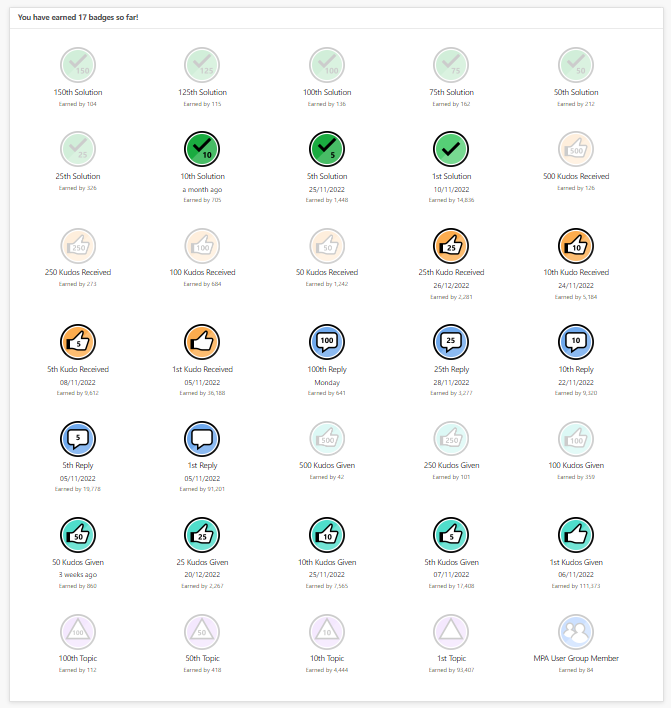 You have earned 17 badges so far!
150 125 100 75 50
150th Solution 125th Solution 100th Solution 75th Solution 50th Solution
Earned by 104 Earned by 115 Earned by 136 Earned by 162 Earned by 212
25 10 5 500
25th Solution 10th Solution 5th Solution 1st Solution 500 Kudos Received
Earned by 326 a month ago 25/11/2022 10/11/2022 Earned by 126
Earned by 705 Earned by 1,448 Earned by 14,836
250 100 50 25 10
250 Kudos Received 100 Kudos Received 50 Kudos Received 25th Kudo Received 10th Kudo Received
Earned by 273 Earned by 684 Earned by 1,242 26/12/2022 24/11/2022
Earned by 2,281 Earned by 5,184
5 100 25 10
5th Kudo Received 1st Kudo Received 100th Reply 25th Reply 10th Reply
08/11/2022 05/11/2022 Monday 28/11/2022 22/11/2022
Earned by 9,612 Earned by 36,188 Earned by 641 Earned by 3,277 Earned by 9,320
5 500 250 100
5th Reply 1st Reply 500 Kudos Given 250 Kudos Given 100 Kudos Given
05/11/2022 05/11/2022 Earned by 42 Earned by 101 Earned by 359
Earned by 19,778 Earned by 91,201
50 25 10 5
50 Kudos Given 25 Kudos Given 10th Kudos Given 5th Kudos Given 1st Kudos Given
3 weeks ago 20/12/2022 25/11/2022 07/11/2022 06/11/2022
Earned by 860 Earned by 2,267 Earned by 7,565 Earned by 17,408 Earned by 111,373
100 50 10
100th Topic 50th Topic 10th Topic 1st Topic MPA User Group Member
Earned by 112 Earned by 418 Earned by 4,444 Earned by 93,407 Earned by 84